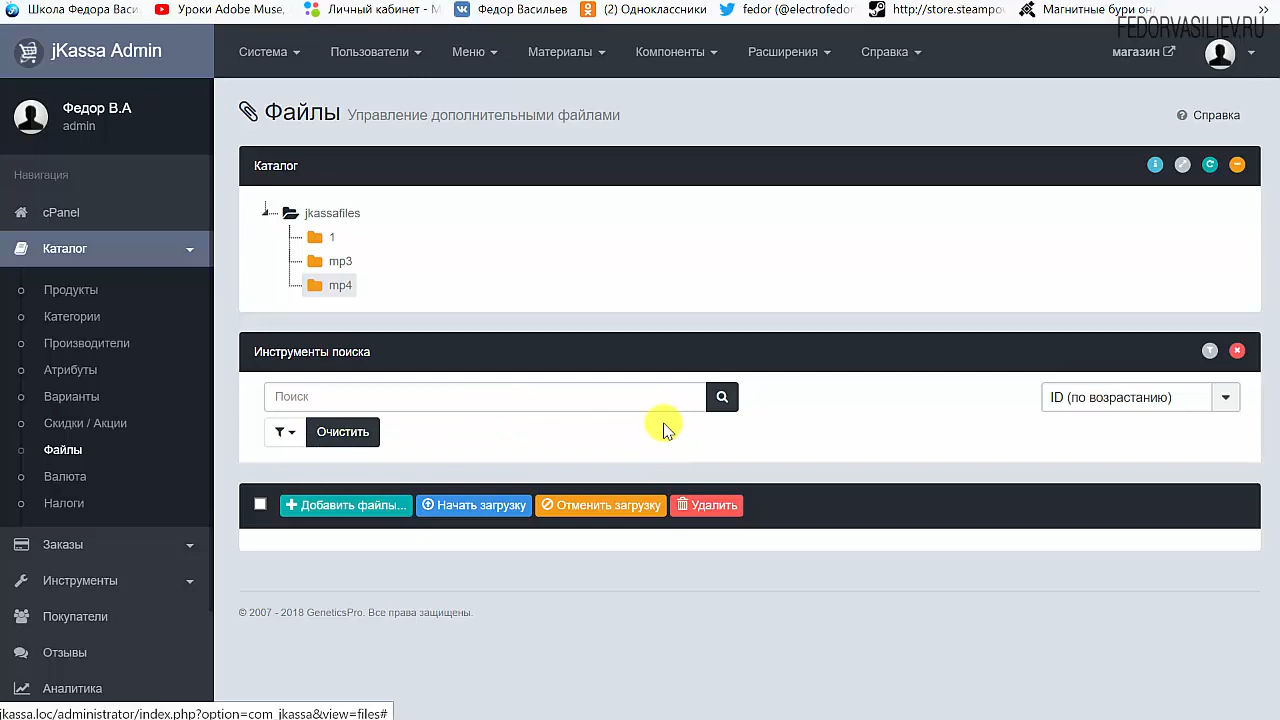 Школа Федора Васи
Уроки Adobe Muse,
Личный кабинет - М
Федор Васильев
(2) Одноклассники
fedor (@electrofedor
http://store.steampo
Магнитные бури он
FEDORVASILIEV.RU
jKassa Admin
Система
Пользователи
Меню
Материалы
Компоненты
Расширения
Справка
магазин
Федор В.А
admin
Навигация
cPanel
Каталог
Продукты
Категории
Производители
Атрибуты
Варианты
Скидки / Акции
Файлы
Валюта
Налоги
Заказы
Инструменты
Покупатели
Отзывы
Аналитика
Файлы Управление дополнительными файлами
Справка
Каталог
jkassafiles
1
mp3
mp4
Инструменты поиска
Поиск
ID (по возрастанию)
Очистить
Добавить файлы...
Начать загрузку
Отменить загрузку
Удалить
© 2007 - 2018 GeneticsPro. Все права защищены.
jkassa.loc/administrator/index.php?option=com_jkassa&view=files#